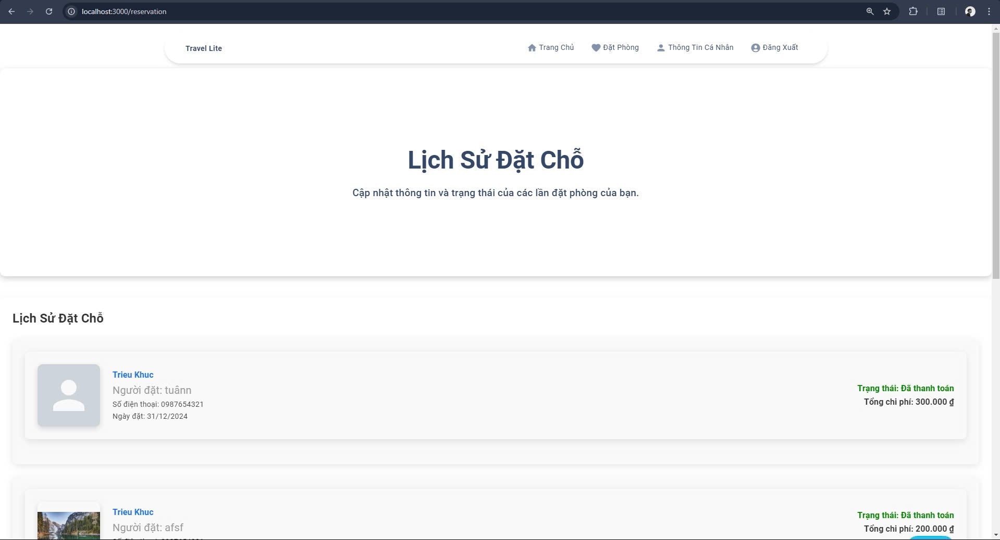 localhost:3000/reservation
Travel Lite
Trang Chủ
Đặt Phòng
Thông Tin Cá Nhân
Đăng Xuất
Lịch Sử Đặt Chỗ
Cập nhật thông tin và trạng thái của các lần đặt phòng của bạn.
Lịch Sử Đặt Chỗ
Trieu Khuc
Người đặt: tuânn
Số điện thoại: 0987654321
Ngày đặt: 31/12/2024
Trạng thái: Đã thanh toán
Tổng chi phí: 300.000 ₫
Trieu Khuc
Người đặt: afsf
Trạng thái: Đã thanh toán
Tổng chi phí: 200.000 ₫